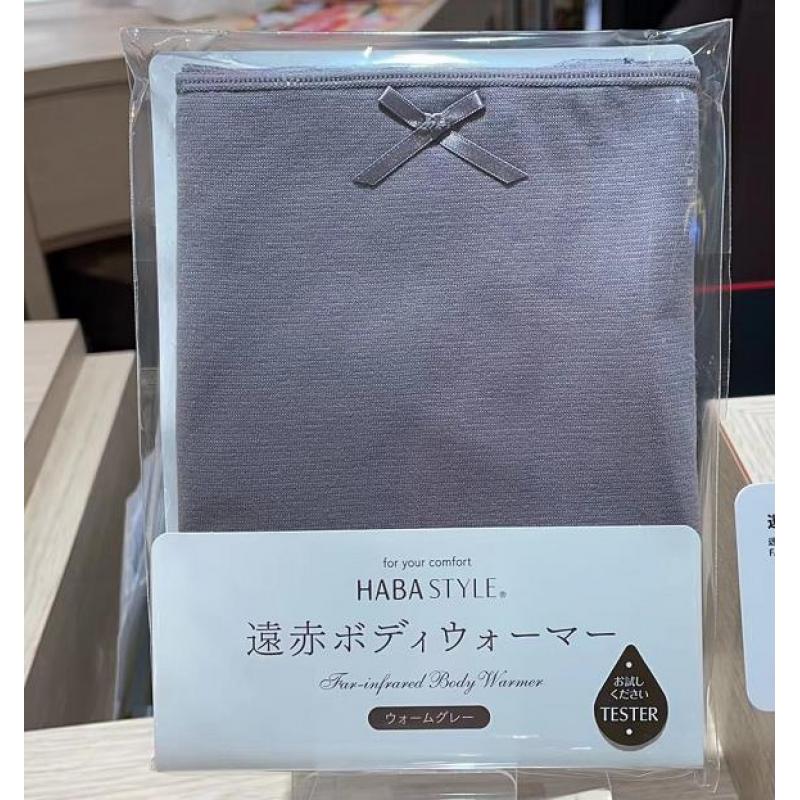 for your comfort
HABA STYLE®
遠赤ボディウォーマー
Far-infrared Body Warmer
ウォームグレー
お試し
ください
TESTER